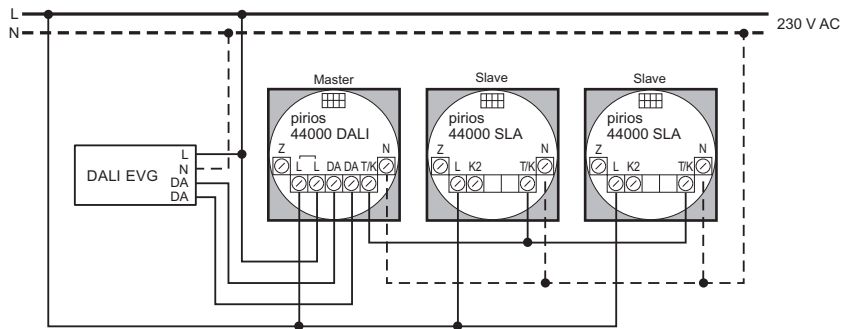 L
N
230 V AC
Master
Slave
Slave
pirios
44000 DALI
pirios
44000 SLA
pirios
44000 SLA
Z
N
L L DA DA T/K
Z
N
L K2 T/K
Z
N
L K2 T/K
DALI EVG
L
N
DA
DA